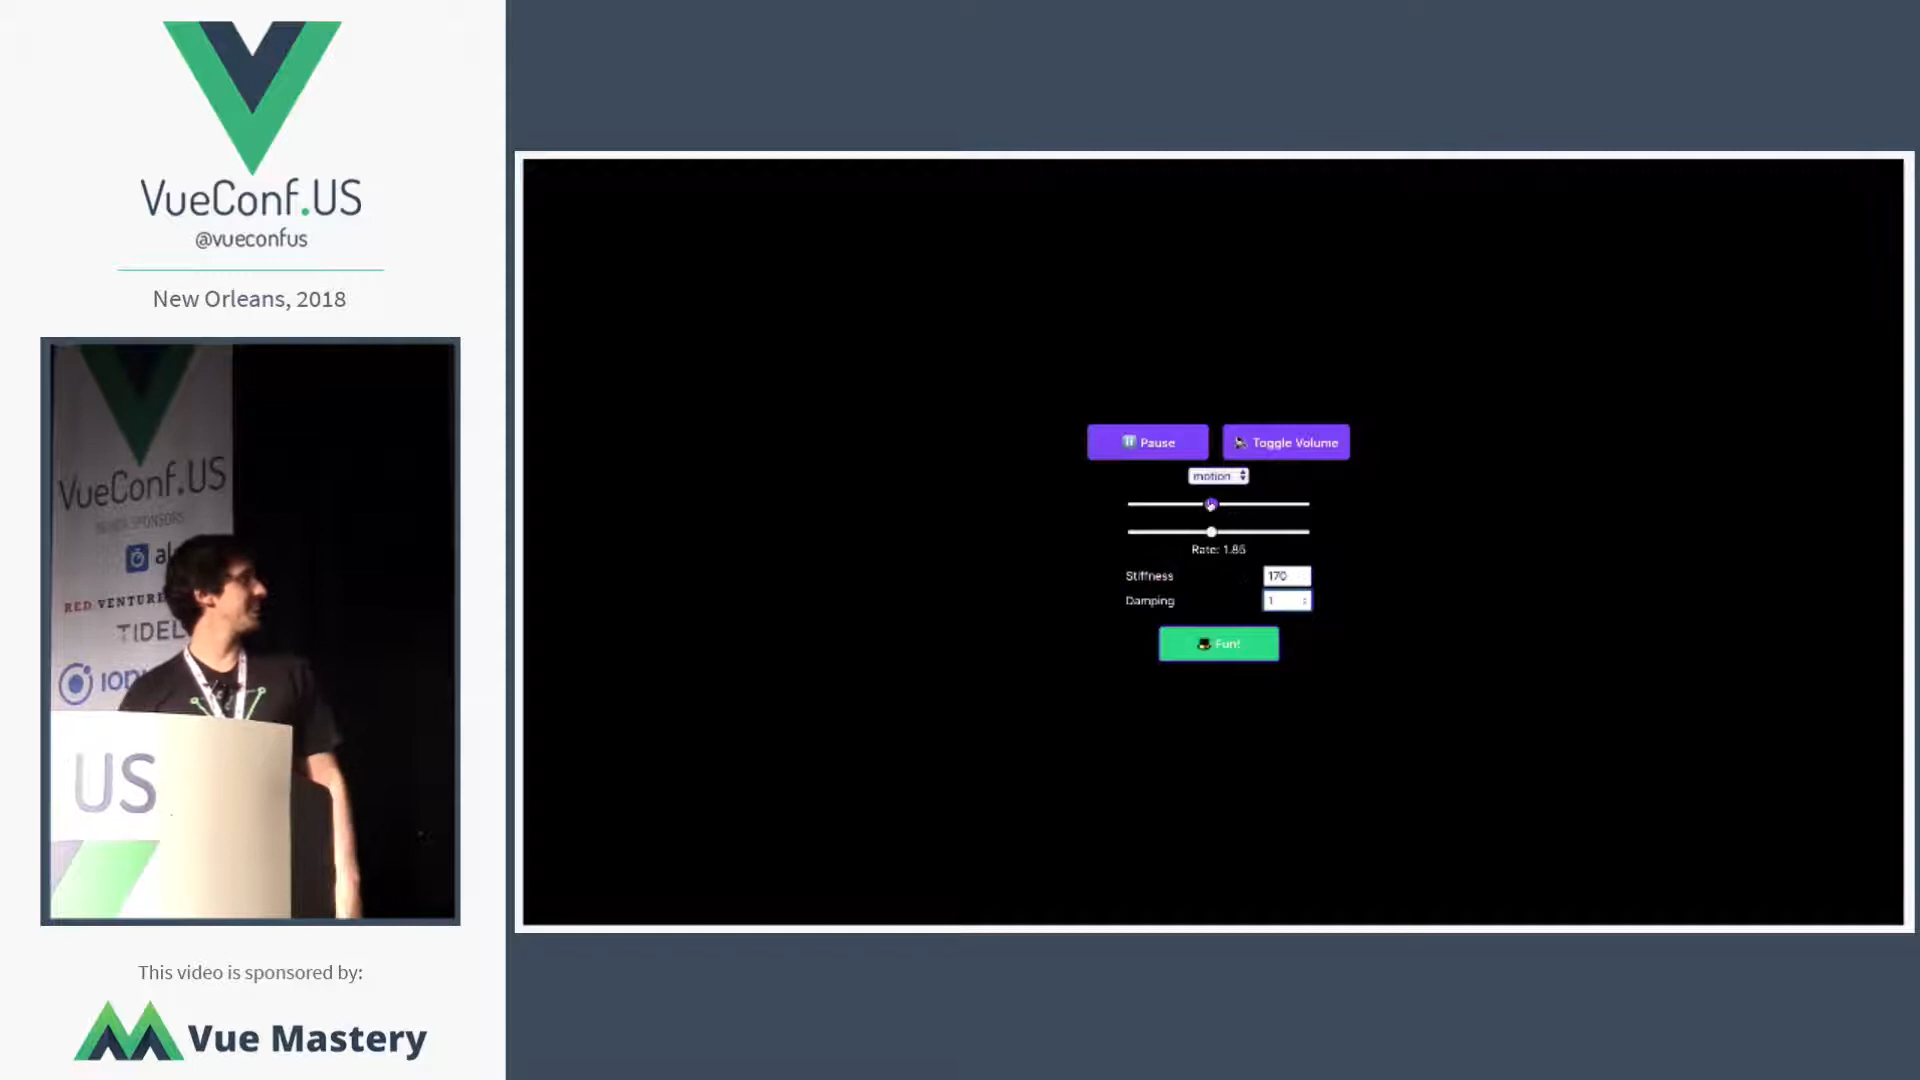 VueConf.US
@vueconfus
New Orleans, 2018
VueConf.US
RED VENTURE
TIDEL
US
This video is sponsored by:
Vue Mastery
Pause
Toggle Volume
motion
Rate: 1.85
Stiffness
170
Damping
1
Fun!